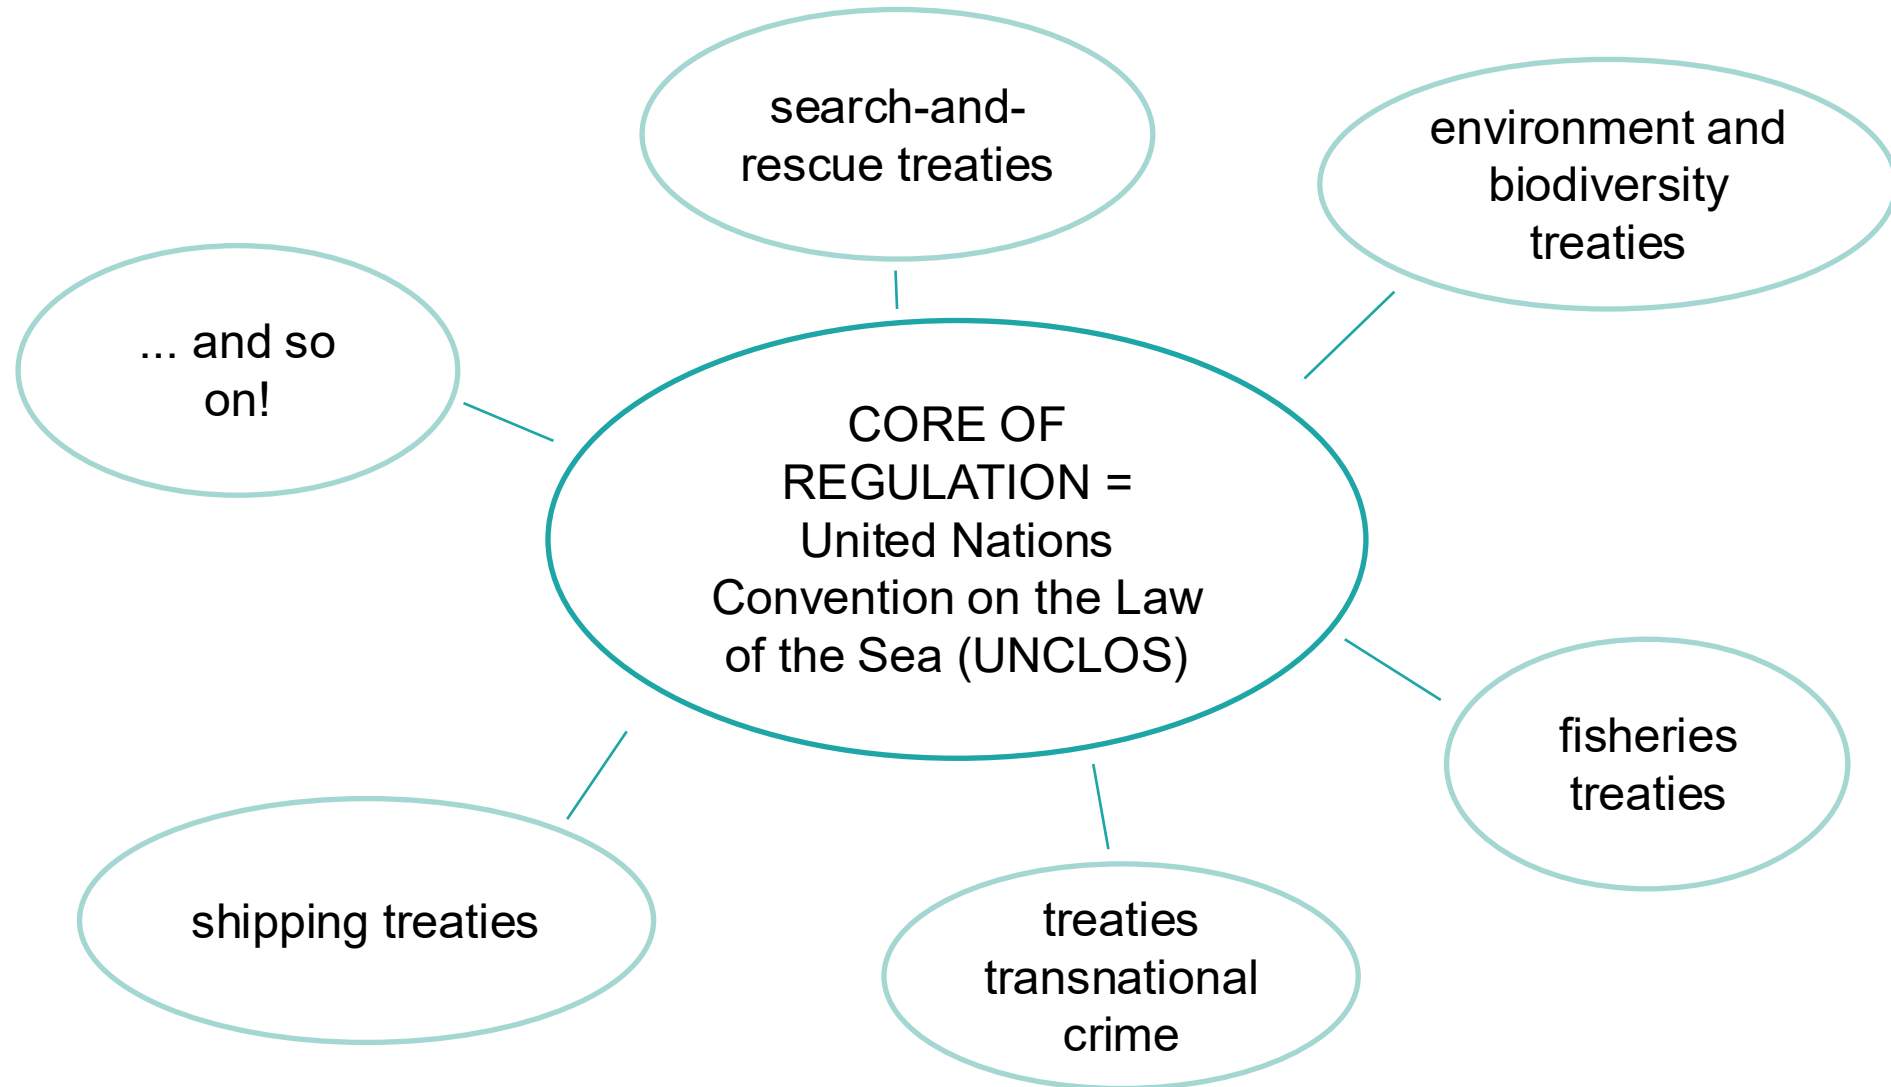 search-and-
rescue treaties
environment and
biodiversity
treaties
... and so
on!
CORE OF
REGULATION =
United Nations
Convention on the Law
of the Sea (UNCLOS)
fisheries
treaties
shipping treaties
treaties
transnational
crime